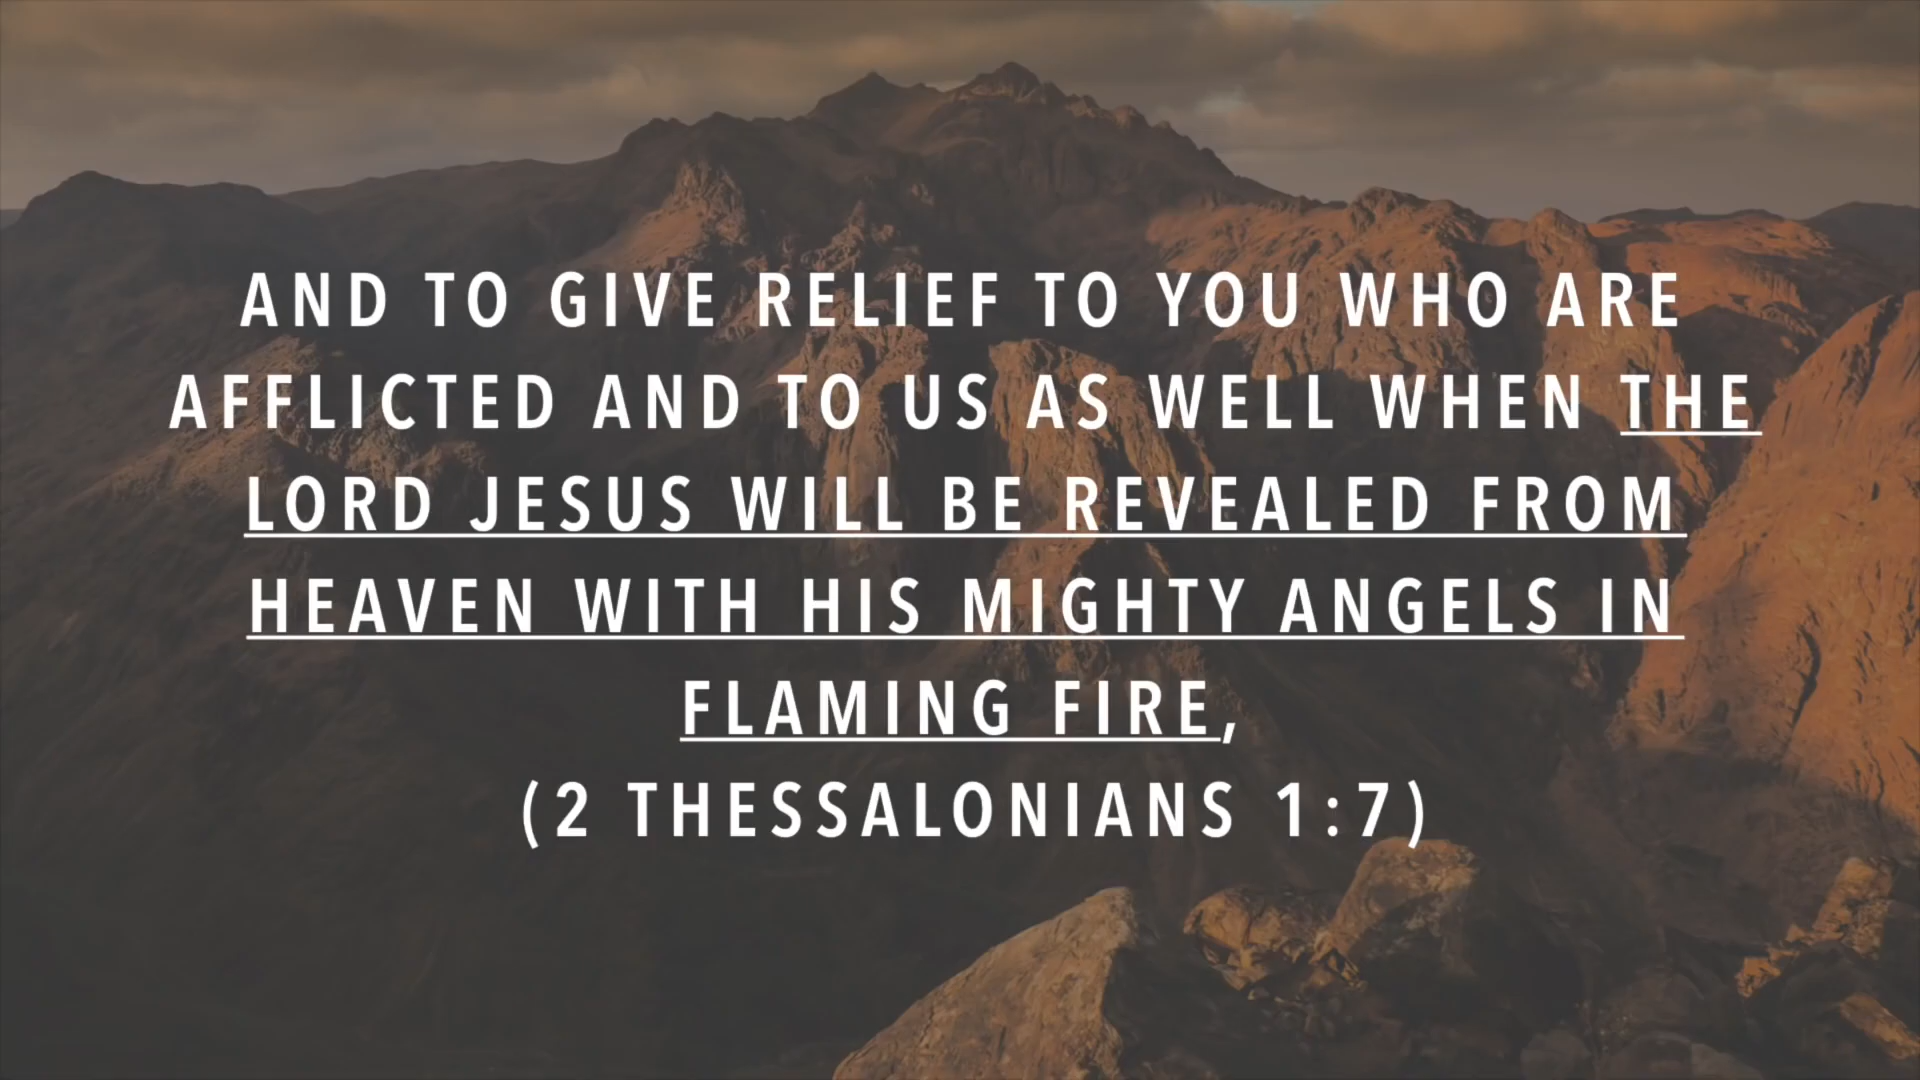 AND TO GIVE RELIEF TO YOU WHO ARE
AFFLICTED AND TO US AS WELL WHEN THE
LORD JESUS WILL BE REVEALED FROM
HEAVEN WITH HIS MIGHTY ANGELS IN
FLAMING FIRE,
(2 THESSALONIANS 1:7)